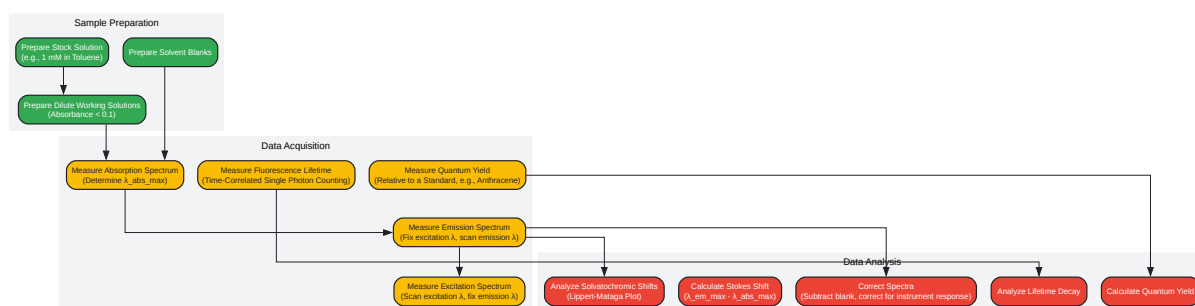 Sample Preparation
Prepare Stock Solution
(e.g., 1 mM in Toluene)
Prepare Solvent Blanks
Prepare Dilute Working Solutions
(Absorbance < 0.1)
Data Acquisition
Measure Absorption Spectrum
(Determine λ_abs_max)
Measure Fluorescence Lifetime
(Time-Correlated Single Photon Counting)
Measure Quantum Yield
(Relative to a Standard, e.g., Anthracene)
Measure Emission Spectrum
(Fix excitation λ, scan emission λ)
Measure Excitation Spectrum
(Scan excitation λ, fix emission λ)
Data Analysis
Analyze Solvatochromic Shifts
(Lippert-Mataga Plot)
Calculate Stokes Shift
(λ_em_max - λ_abs_max)
Correct Spectra
(Subtract blank, correct for instrument response)
Analyze Lifetime Decay
Calculate Quantum Yield